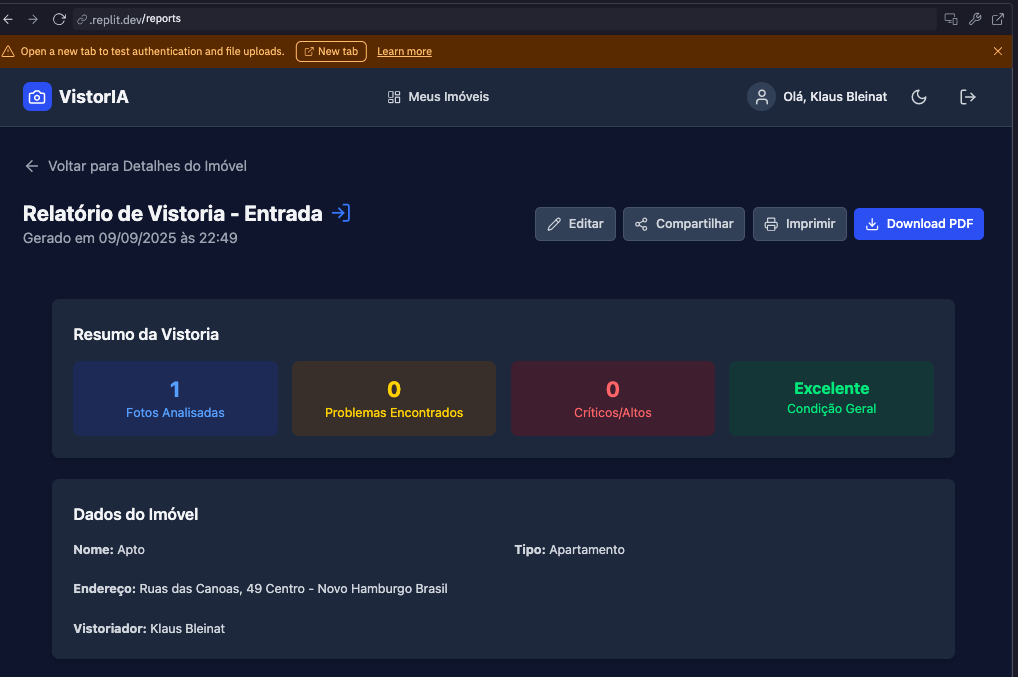 .replit.dev/reports
Open a new tab to test authentication and file uploads. New tab Learn more
VistorIA Meus Imóveis Olá, Klaus Bleinat
Voltar para Detalhes do Imóvel
Relatório de Vistoria - Entrada
Gerado em 09/09/2025 às 22:49
Editar Compartilhar Imprimir Download PDF
Resumo da Vistoria
1 0 0 Excelente
Fotos Analisadas Problemas Encontrados Críticos/Altos Condição Geral
Dados do Imóvel
Nome: Apto Tipo: Apartamento
Endereço: Ruas das Canoas, 49 Centro - Novo Hamburgo Brasil
Vistoriador: Klaus Bleinat